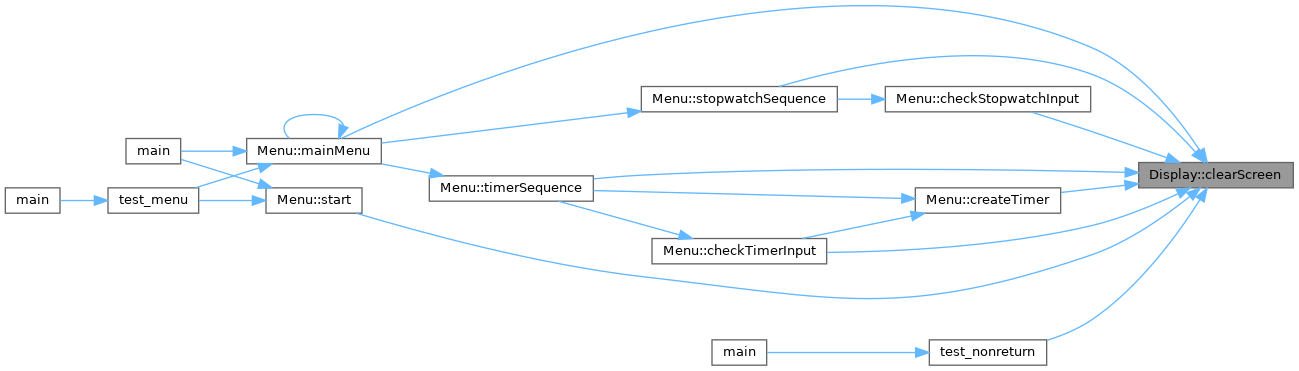 Menu::stopwatchSequence
Menu::checkStopwatchInput
main
Menu::mainMenu
Display::clearScreen
Menu::timerSequence
main
test_menu
Menu::start
Menu::createTimer
Menu::checkTimerInput
main
test_nonreturn